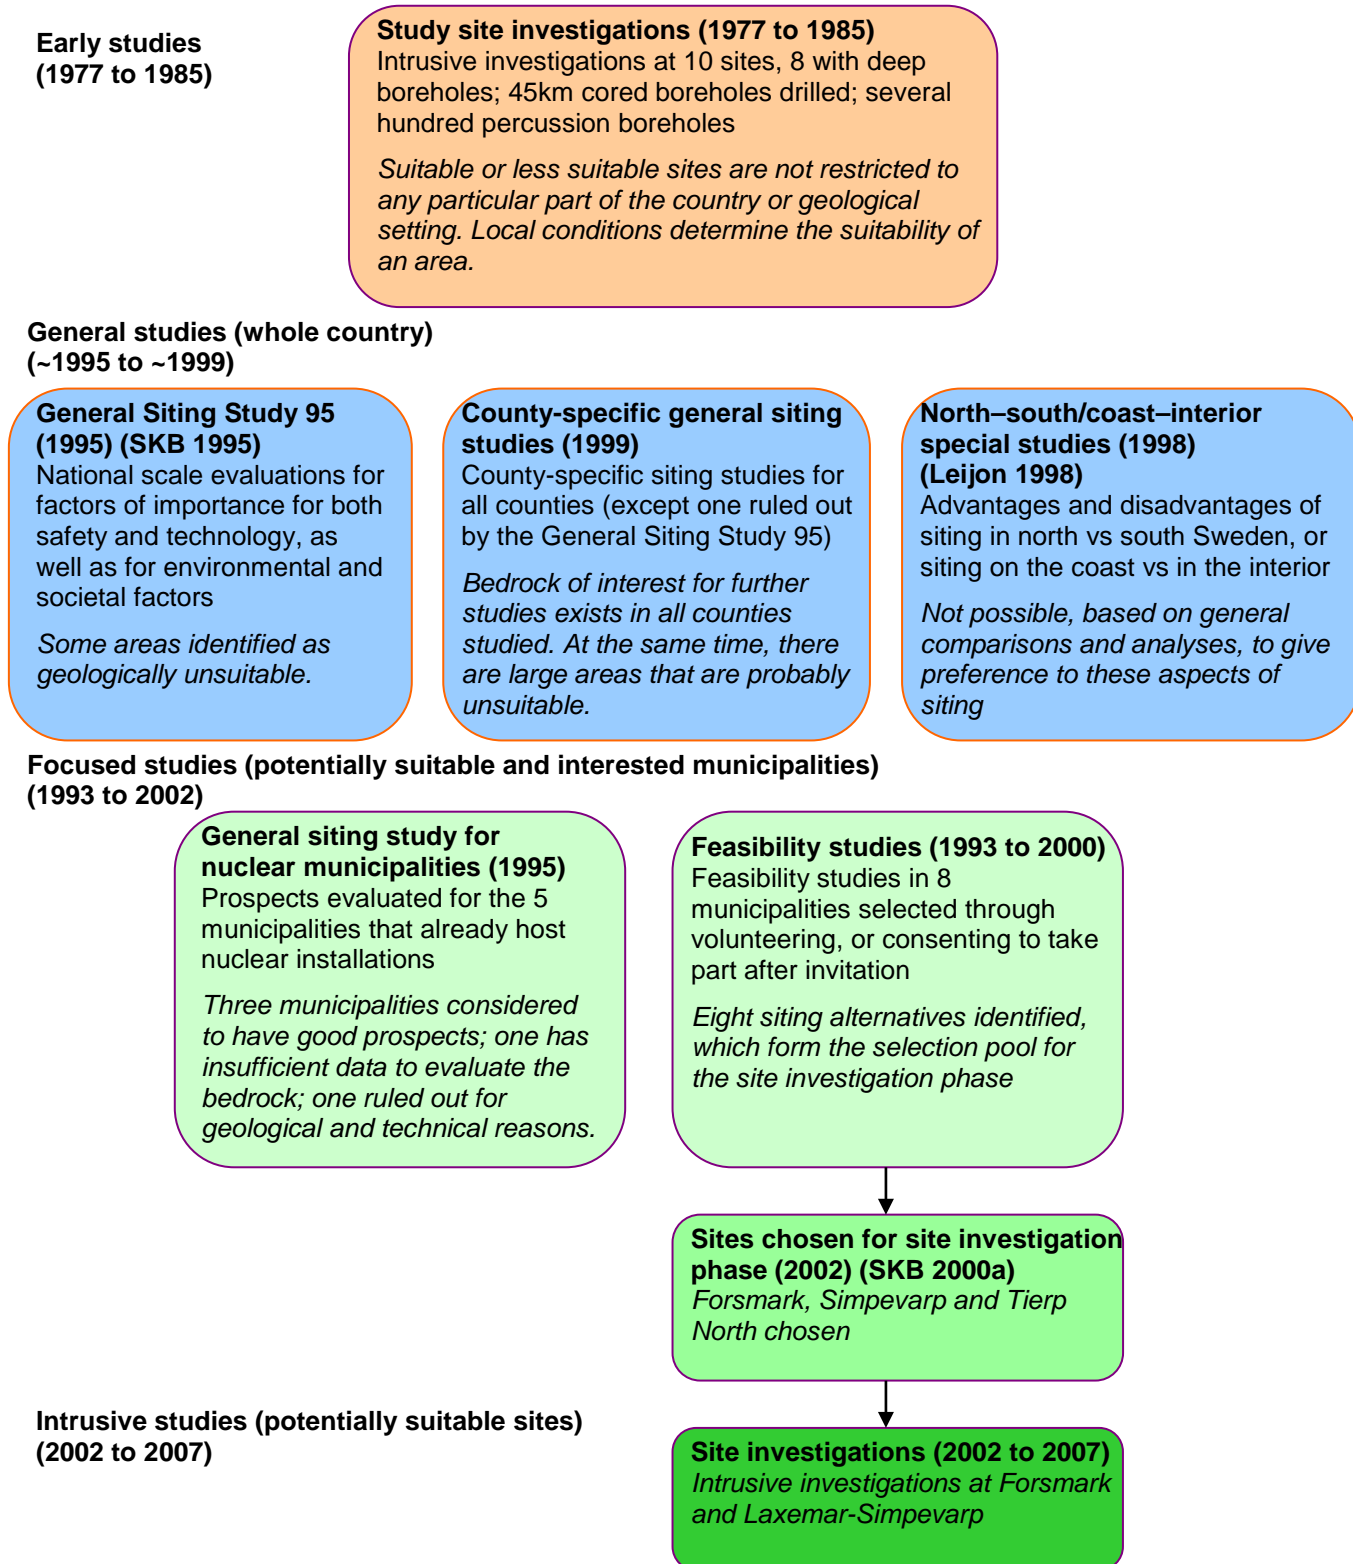 Early studies
(1977 to 1985)
Study site investigations (1977 to 1985)
Intrusive investigations at 10 sites, 8 with deep
boreholes; 45km cored boreholes drilled; several
hundred percussion boreholes
Suitable or less suitable sites are not restricted to
any particular part of the country or geological
setting. Local conditions determine the suitability of
an area.
General studies (whole country)
(~1995 to ~1999)
General Siting Study 95
(1995) (SKB 1995)
National scale evaluations for
factors of importance for both
safety and technology, as
well as for environmental and
societal factors
Some areas identified as
geologically unsuitable.
County-specific general siting
studies (1999)
County-specific siting studies for
all counties (except one ruled out
by the General Siting Study 95)
Bedrock of interest for further
studies exists in all counties
studied. At the same time, there
are large areas that are probably
unsuitable.
North–south/coast–interior
special studies (1998)
(Leijon 1998)
Advantages and disadvantages of
siting in north vs south Sweden, or
siting on the coast vs in the interior
Not possible, based on general
comparisons and analyses, to give
preference to these aspects of
siting
Focused studies (potentially suitable and interested municipalities)
(1993 to 2002)
General siting study for
nuclear municipalities (1995)
Prospects evaluated for the 5
municipalities that already host
nuclear installations
Three municipalities considered
to have good prospects; one has
insufficient data to evaluate the
bedrock; one ruled out for
geological and technical reasons.
Feasibility studies (1993 to 2000)
Feasibility studies in 8
municipalities selected through
volunteering, or consenting to take
part after invitation
Eight siting alternatives identified,
which form the selection pool for
the site investigation phase
Sites chosen for site investigation
phase (2002) (SKB 2000a)
Forsmark, Simpevarp and Tierp
North chosen
Intrusive studies (potentially suitable sites)
(2002 to 2007)
Site investigations (2002 to 2007)
Intrusive investigations at Forsmark
and Laxemar-Simpevarp